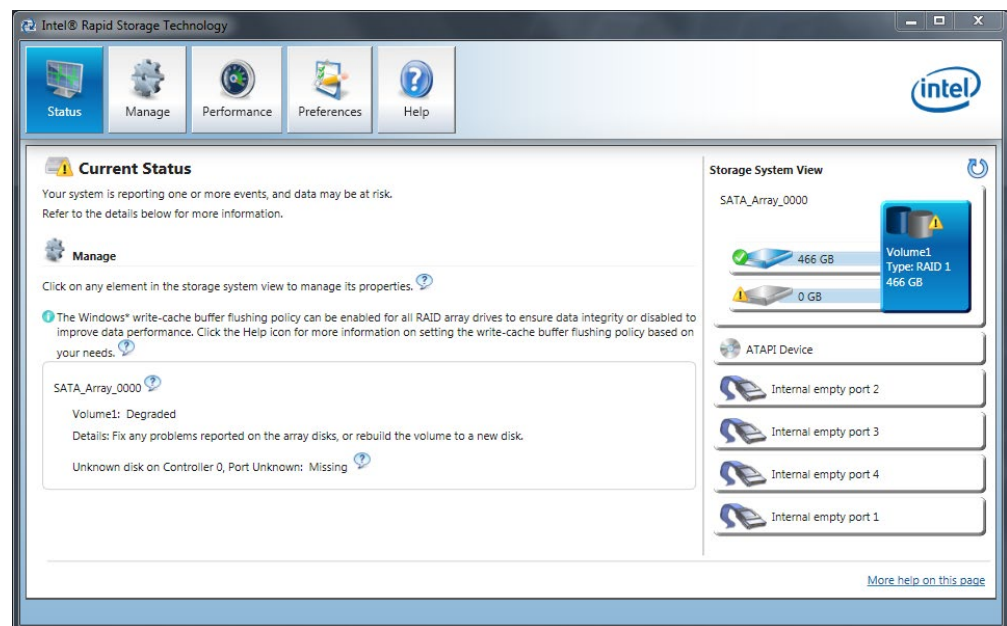 Intel® Rapid Storage Technology
Status
Manage
Performance
Preferences
Help
intel
Current Status
Your system is reporting one or more events, and data may be at risk.
Refer to the details below for more information.
Manage
Click on any element in the storage system view to manage its properties.
The Windows* write-cache buffer flushing policy can be enabled for all RAID array drives to ensure data integrity or disabled to
improve data performance. Click the Help icon for more information on setting the write-cache buffer flushing policy based on
your needs.
SATA_Array_0000
Volume1: Degraded
Details: Fix any problems reported on the array disks, or rebuild the volume to a new disk.
Unknown disk on Controller 0, Port Unknown: Missing
Storage System View
SATA_Array_0000
466 GB
0 GB
Volume1
Type: RAID 1
466 GB
ATAPI Device
Internal empty port 2
Internal empty port 3
Internal empty port 4
Internal empty port 1
More help on this page